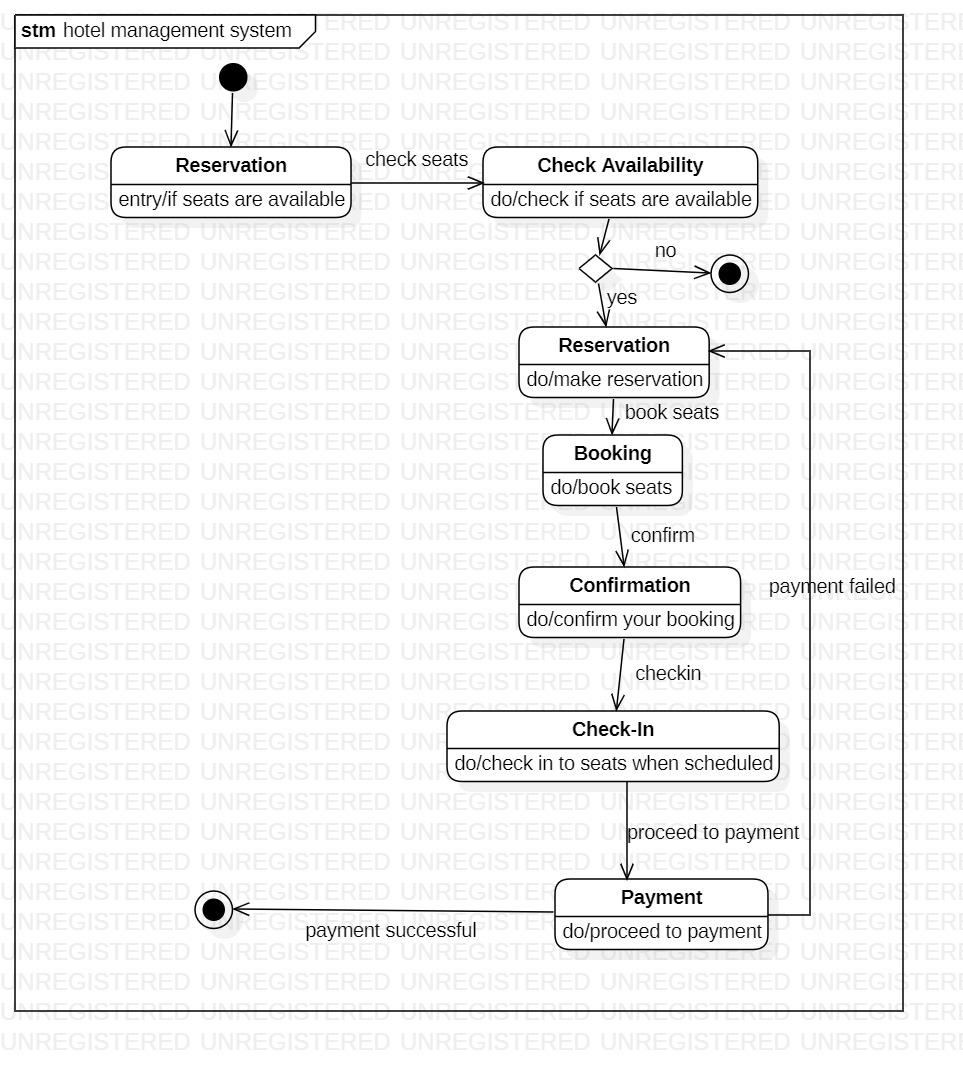 stm hotel management system
Reservation
entry/if seats are available
check seats
Check Availability
do/check if seats are available
no
yes
Reservation
do/make reservation
book seats
Booking
do/book seats
confirm
Confirmation
do/confirm your booking
payment failed
checkin
Check-In
do/check in to seats when scheduled
proceed to payment
Payment
do/proceed to payment
payment successful
UNREGISTERED